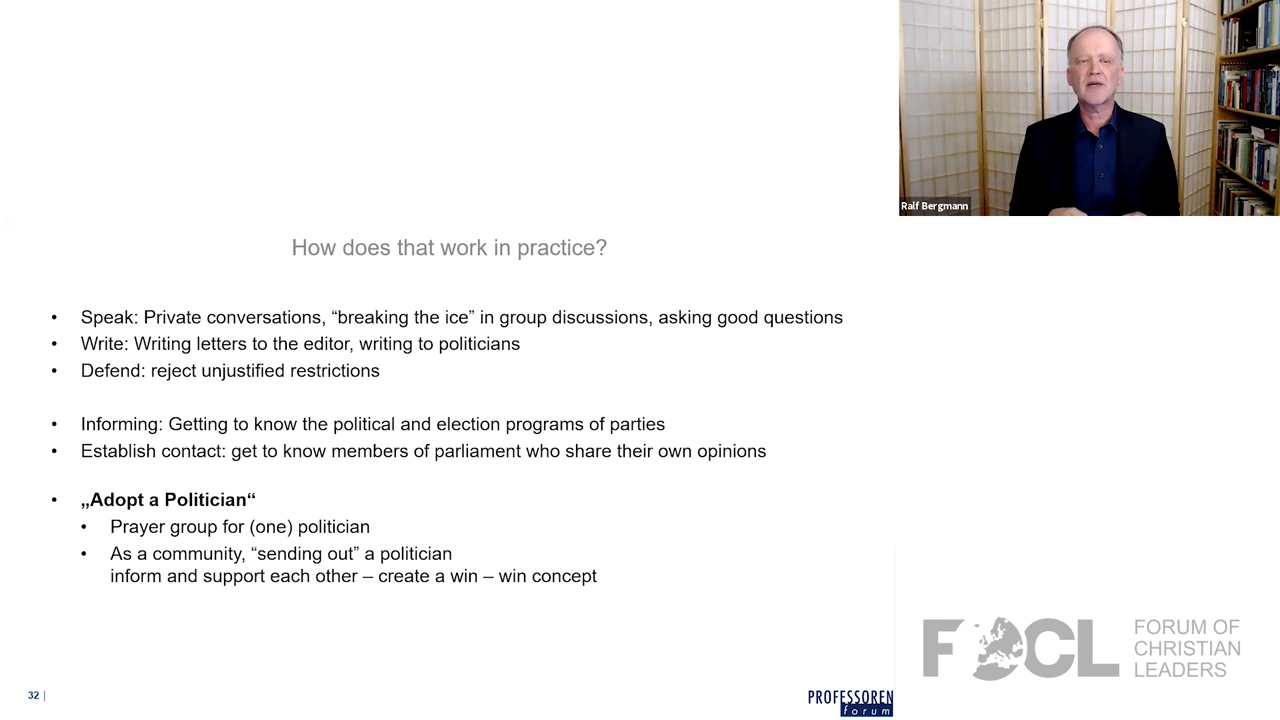 Ralf Bergmann
How does that work in practice?
• Speak: Private conversations, “breaking the ice” in group discussions, asking good questions
• Write: Writing letters to the editor, writing to politicians
• Defend: reject unjustified restrictions
• Informing: Getting to know the political and election programs of parties
• Establish contact: get to know members of parliament who share their own opinions
• „Adopt a Politician“
• Prayer group for (one) politician
• As a community, “sending out” a politician
inform and support each other – create a win – win concept
FOCL
FORUM OF
CHRISTIAN
LEADERS
32 |
PROFESSOREN
forum